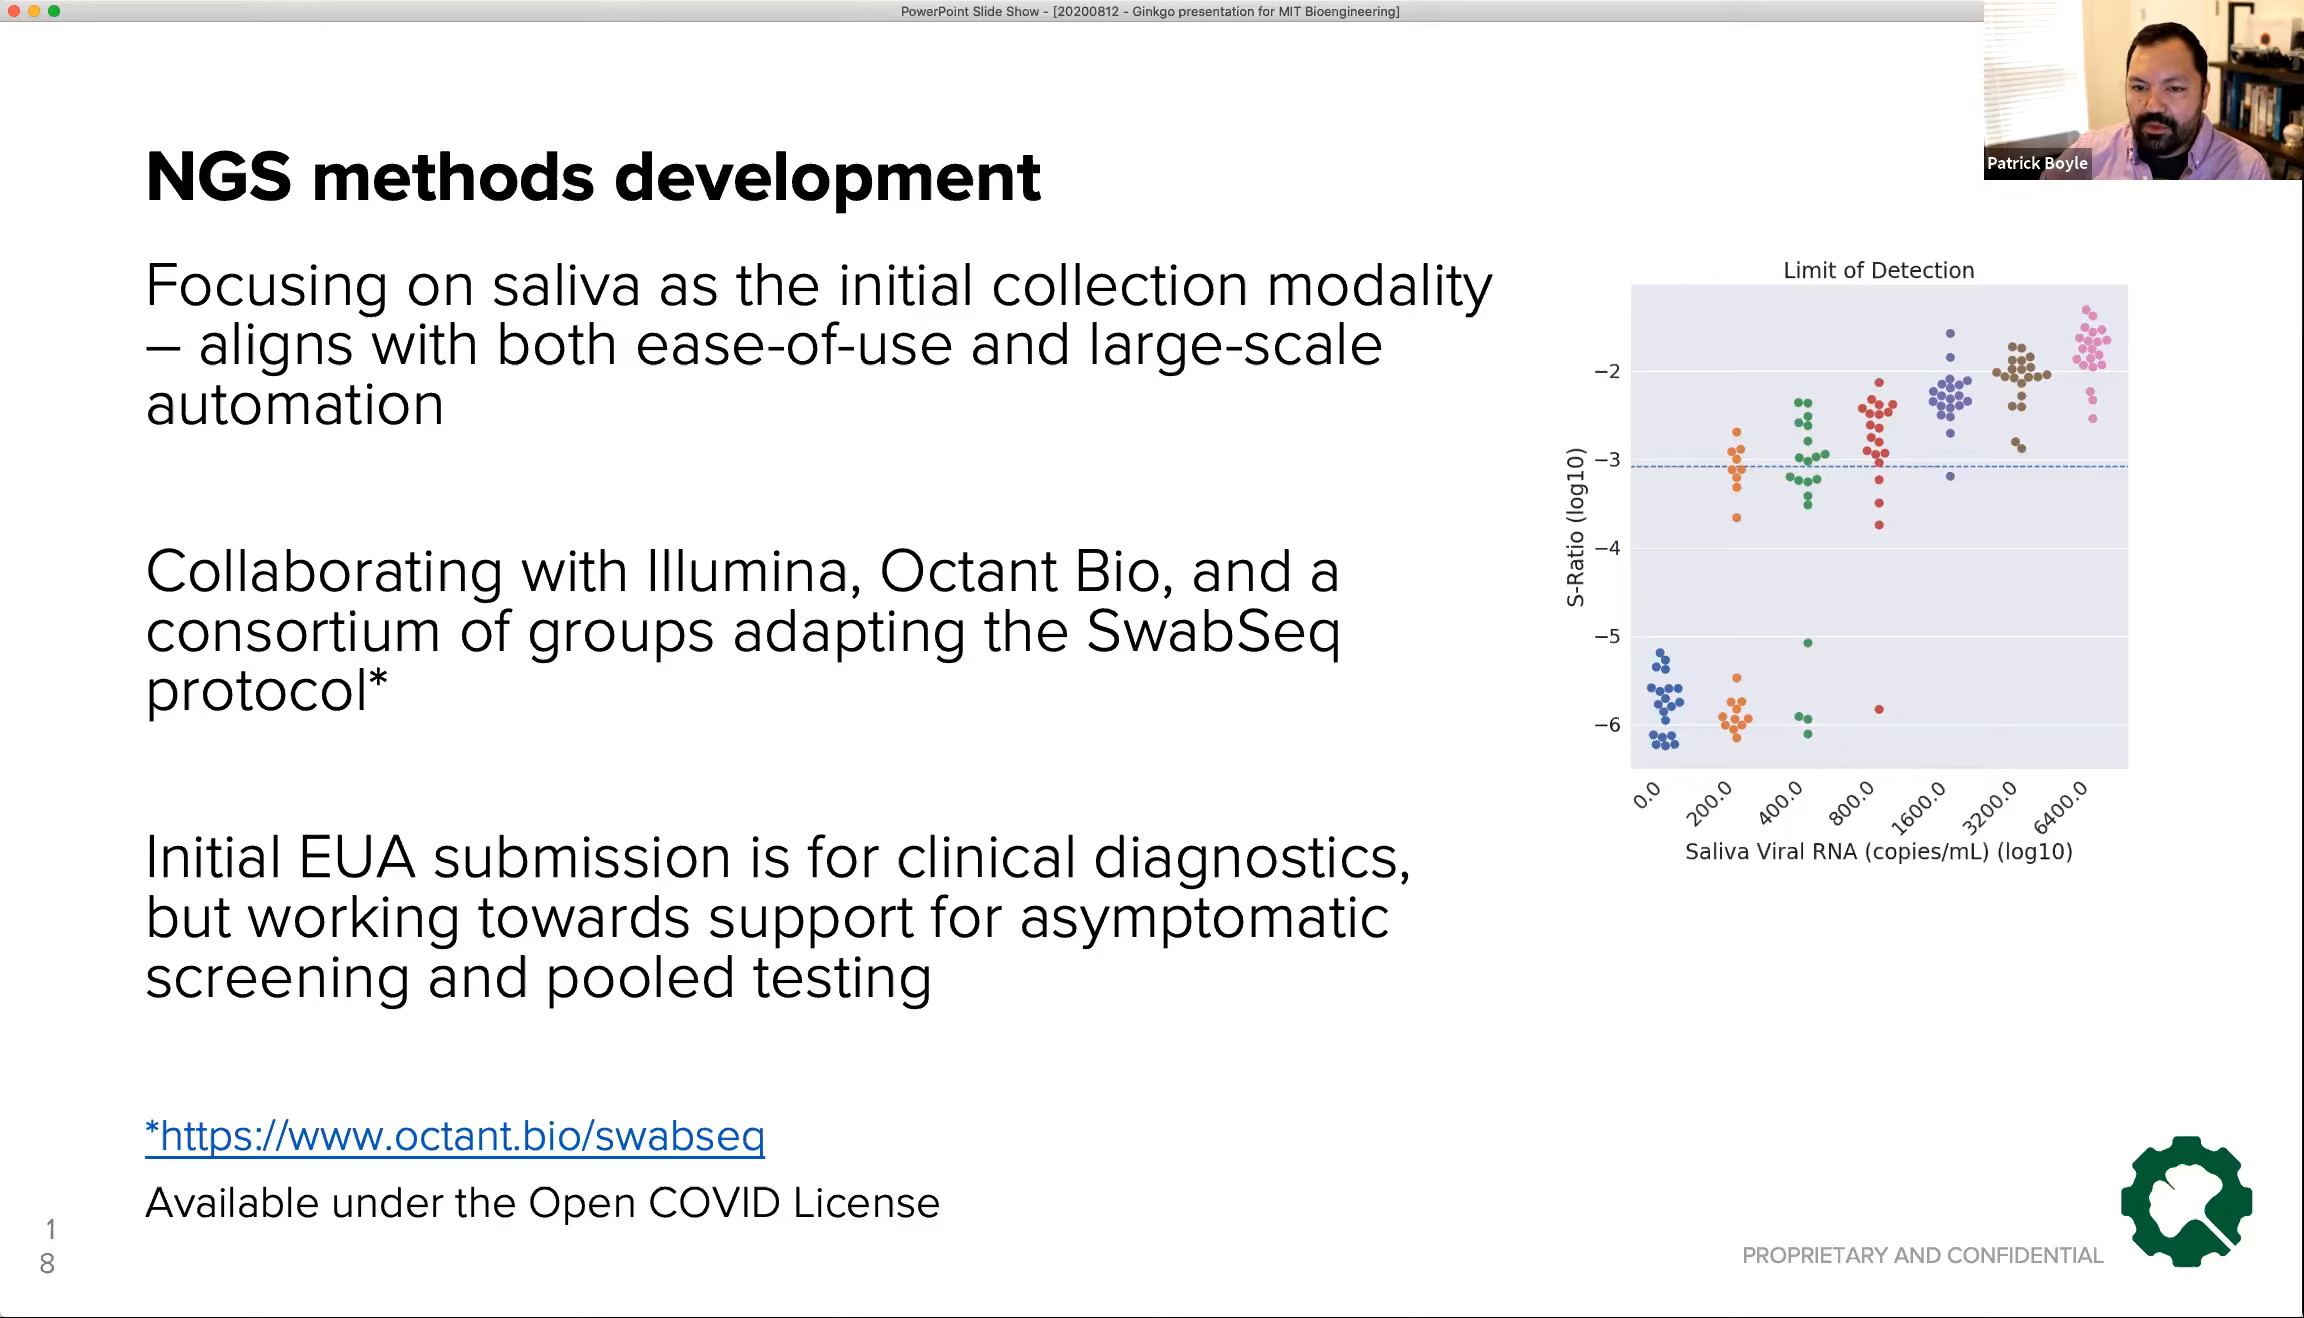 PowerPoint Slide Show - [20200812 - Ginkgo presentation for MIT Bioengineering]
Patrick Boyle
NGS methods development
Focusing on saliva as the initial collection modality
– aligns with both ease-of-use and large-scale
automation
Collaborating with Illumina, Octant Bio, and a
consortium of groups adapting the SwabSeq
protocol*
Initial EUA submission is for clinical diagnostics,
but working towards support for asymptomatic
screening and pooled testing
*https://www.octant.bio/swabseq
Available under the Open COVID License
Limit of Detection
S-Ratio (log10)
−2
−3
−4
−5
−6
0.0
200.0
400.0
800.0
1600.0
3200.0
6400.0
Saliva Viral RNA (copies/mL) (log10)
1
8
PROPRIETARY AND CONFIDENTIAL